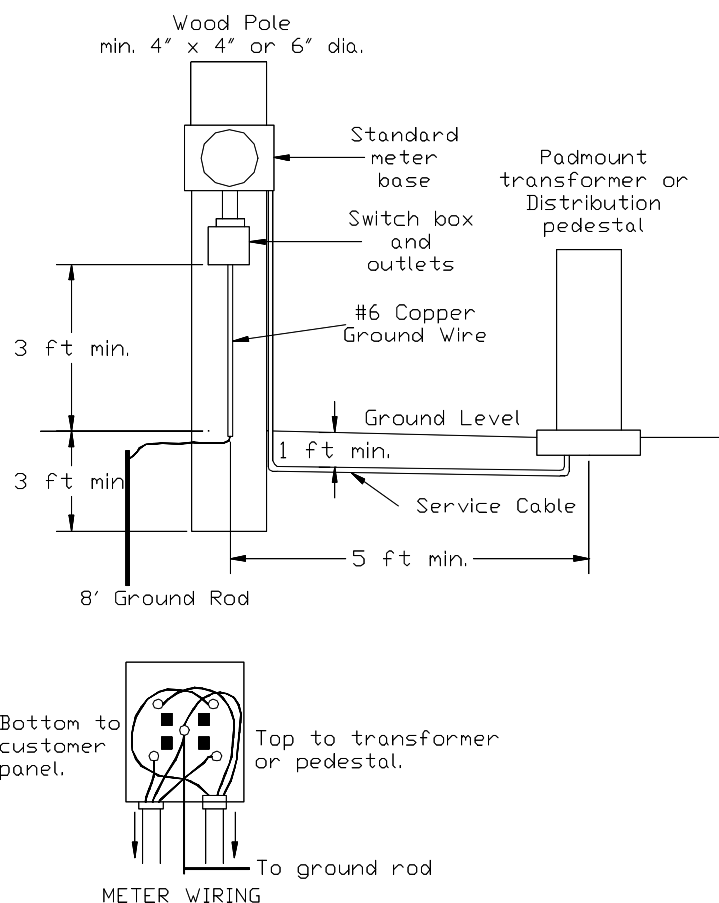 Wood Pole
min. 4" x 4" or 6" dia.
Standard
meter
base
Padmount
transformer or
Distribution
pedestal
Switch box
and
outlets
#6 Copper
Ground Wire
3 ft min.
Ground Level
1 ft min.
3 ft min
Service Cable
5 ft min.
8' Ground Rod
Bottom to
customer
panel.
Top to transformer
or pedestal.
To ground rod
METER WIRING